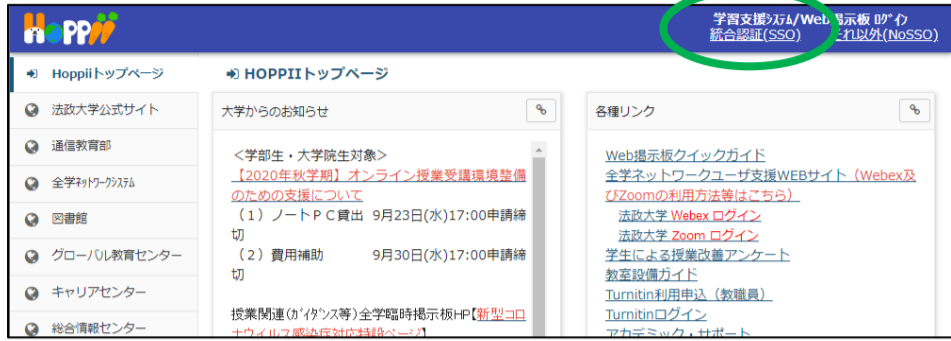 Hoppii
学習支援ｼｽﾃﾑ/Web掲示板 ﾛｸﾞｲﾝ
統合認証(SSO) それ以外(NoSSO)
Hoppiiトップページ
法政大学公式サイト
通信教育部
全学ﾈｯﾄﾜｰｸｼｽﾃﾑ
図書館
グローバル教育センター
キャリアセンター
総合情報センター
HOPPIIトップページ
大学からのお知らせ
＜学部生・大学院生対象＞
【2020年秋学期】オンライン授業受講環境整備
のための支援について
（１）ノートＰＣ貸出 9月23日(水)17:00申請締
切
（２）費用補助 9月30日(水)17:00申請締
切
授業関連(ｶﾞｲﾀﾞﾝｽ等)全学臨時掲示板HP【新型コロ
ナウイルス感染症対応特設ページ】
各種リンク
Web掲示板クイックガイド
全学ネットワークユーザ支援WEBサイト（Webex及
びZoomの利用方法等はこちら）
法政大学 Webex ログイン
法政大学 Zoom ログイン
学生による授業改善アンケート
教室設備ガイド
Turnitin利用申込（教職員）
Turnitinログイン
アカデミック・サポート